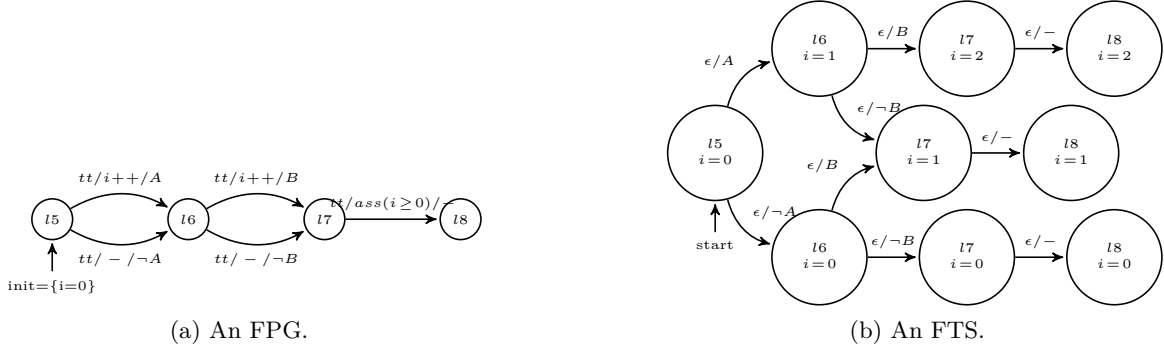 tt/i++/A
tt/i++/B
l5
l6
l7
tt/ass(i≥0)/−
l8
tt/ − /¬A
tt/ − /¬B
init={i=0}
(a) An FPG.
l6
i=1
ϵ/B
l7
i=2
ϵ/-
l8
i=2
ϵ/A
ϵ/¬B
l5
i=0
l7
i=1
ϵ/-
l8
i=1
ϵ/B
ϵ/¬A
start
l6
i=0
ϵ/¬B
l7
i=0
ϵ/-
l8
i=0
(b) An FTS.